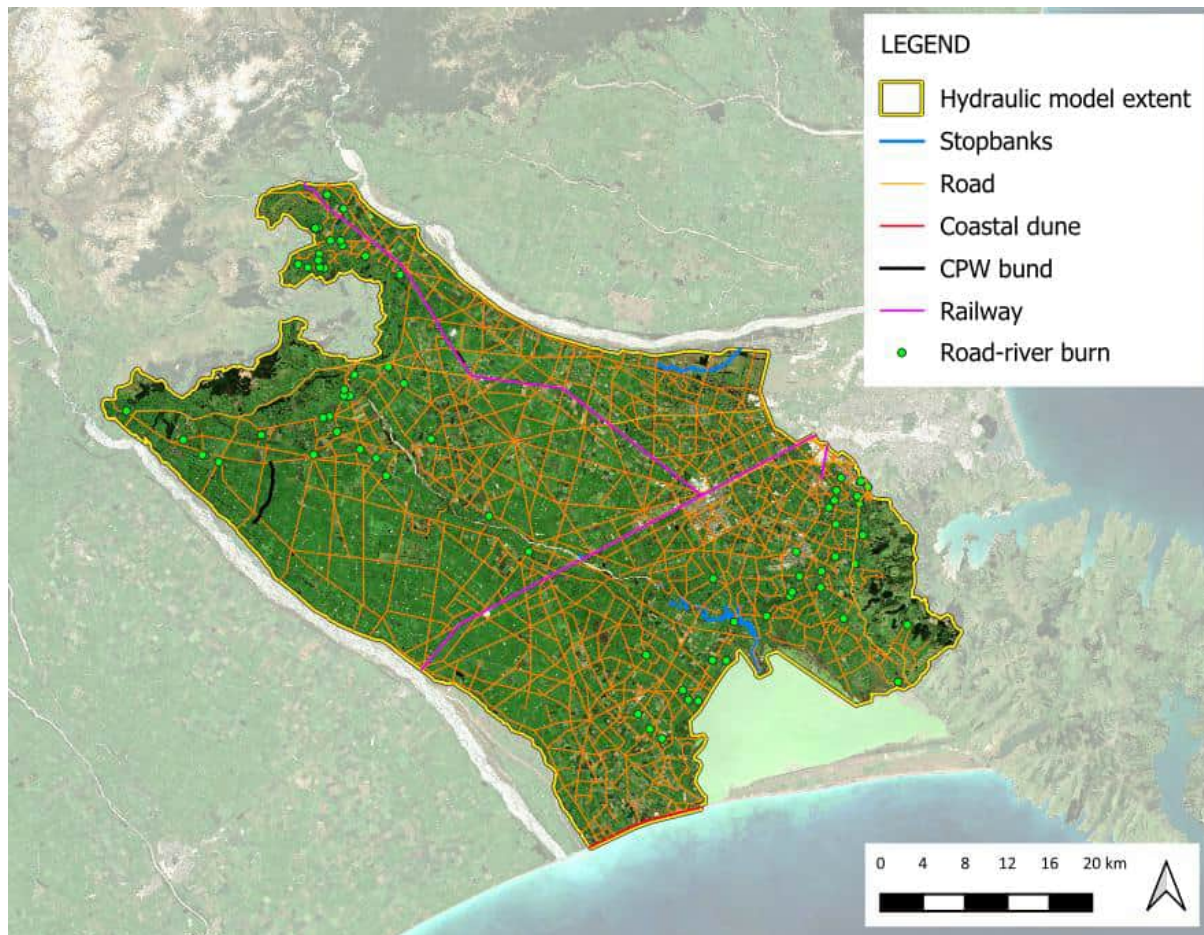 LEGEND
Hydraulic model extent
Stopbanks
Road
Coastal dune
CPW bund
Railway
Road-river burn
0 4 8 12 16 20 km